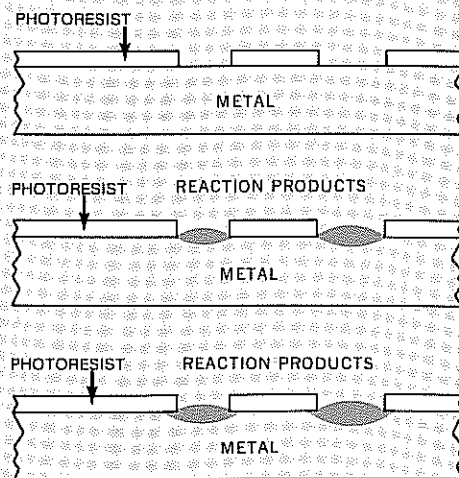 PHOTORESIST
METAL
PHOTORESIST REACTION PRODUCTS
METAL
PHOTORESIST REACTION PRODUCTS
METAL